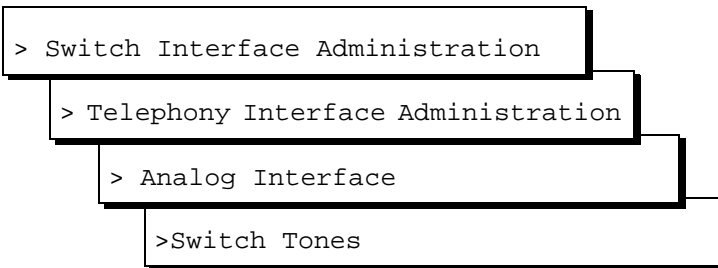 > Switch Interface Administration
> Telephony Interface Administration
> Analog Interface
>Switch Tones